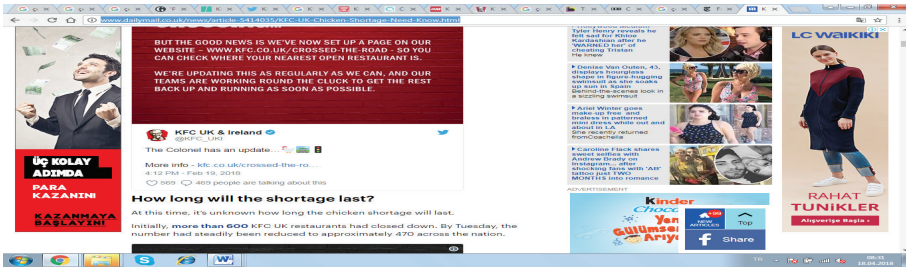 www.dailymail.co.uk/news/article-5414035/KFC-UK-Chicken-Shortage-Need-Know.html
BUT THE GOOD NEWS IS WE'VE NOW SET UP A PAGE ON OUR
WEBSITE - WWW.KFC.CO.UK/CROSSED-THE-ROAD - SO YOU
CAN CHECK WHERE YOUR NEAREST OPEN RESTAURANT IS.
WE'RE UPDATING THIS AS REGULARLY AS WE CAN, AND OUR
TEAMS ARE WORKING ROUND THE CLUCK TO GET THE REST
BACK UP AND RUNNING AS SOON AS POSSIBLE.
KFC UK & Ireland
@KFC_UKI
The Colonel has an update...
More info - kfc.co.uk/crossed-the-ro...
4:12 PM - Feb 19, 2018
569 469 people are talking about this
How long will the shortage last?
At this time, it's unknown how long the chicken shortage will last.
Initially, more than 600 KFC UK restaurants had closed down. By Tuesday, the
number had steadily been reduced to approximately 470 across the nation.
ÜÇ KOLAY
ADIMDA
PARA
KAZANINI
KAZANMAYA
BAŞLAYIN!
Tyler Henry reveals he
felt sad for Khloe
Kardashian after he
'WARNED her' of
cheating Tristan
He knew
Denise Van Outen, 43,
displays hourglass
shape in figure-hugging
swimsuit as she soaks
up sun in Spain
Behind-the-scenes look in
a sizzling swimsuit
Ariel Winter goes
make-up free and
braless in patterned
mini dress while out and
about in LA
She recently returned
fromCoachella
Caroline Flack shares
sweet selfies with
Andrew Brady on
Instagram... after
shocking fans with 'AB'
tattoo just TWO
MONTHS into romance
ADVERTISEMENT
Kinder
Yeni
+99
NEW
ARTICLES
Top
Share
LC WAIKIKI
RAHAT
TUNİKLER
Alışverişe Başla ›
TR
08:31
18.04.2018